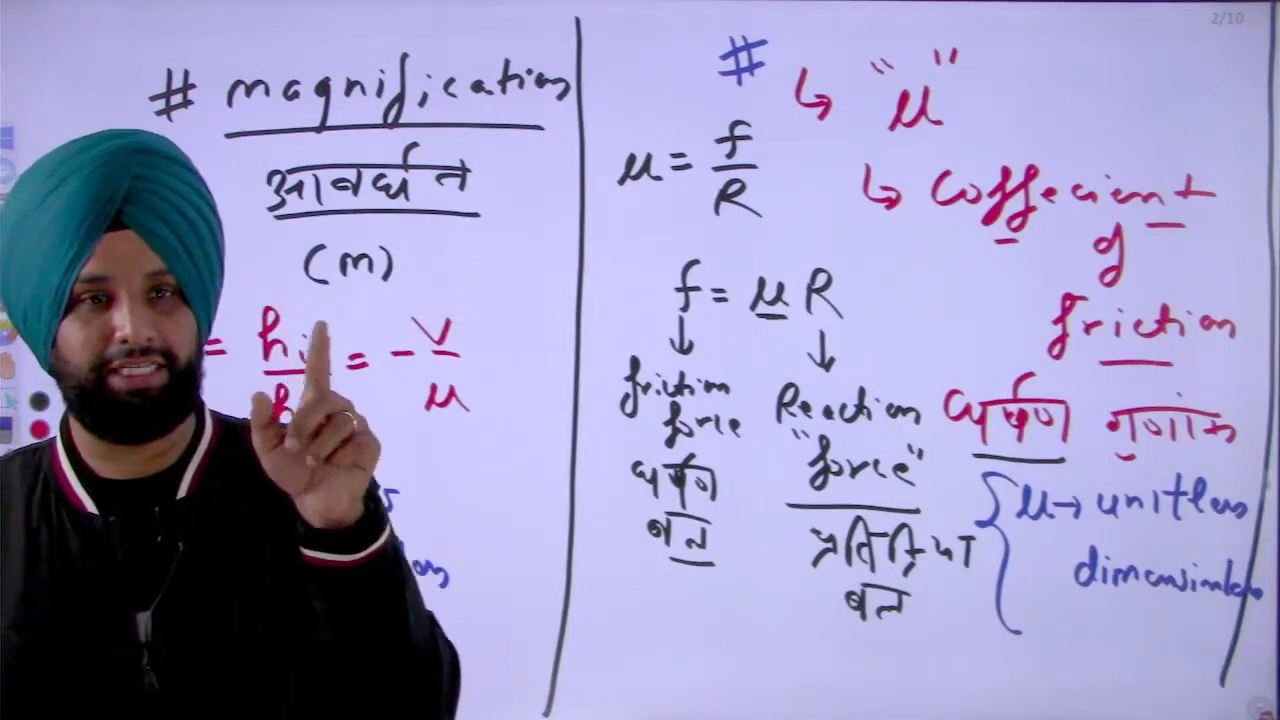 2/10
# magnification
आवर्धन
(m)
= hi/h = - v/u
#
↳ "μ"
μ = f/R
↳ Coffecient
of
friction
घर्षण गुणांक
f = μ R
↓ ↓
friction
force
घर्षण
बल
Reaction
"force"
प्रतिक्रिया
बल
{ μ → unitless
dimensionless